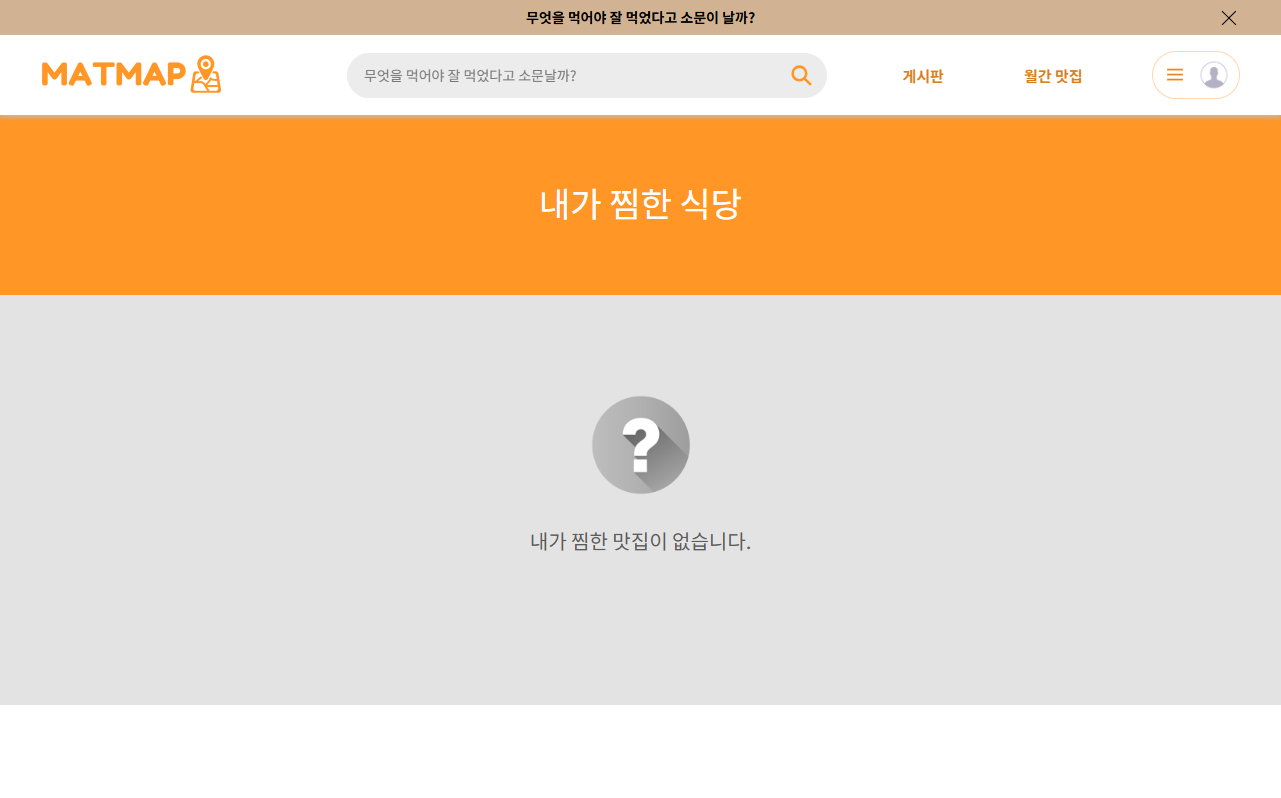 무엇을 먹어야 잘 먹었다고 소문이 날까?
MATMAP
무엇을 먹어야 잘 먹었다고 소문날까?
게시판
월간 맛집
내가 찜한 식당
?
내가 찜한 맛집이 없습니다.